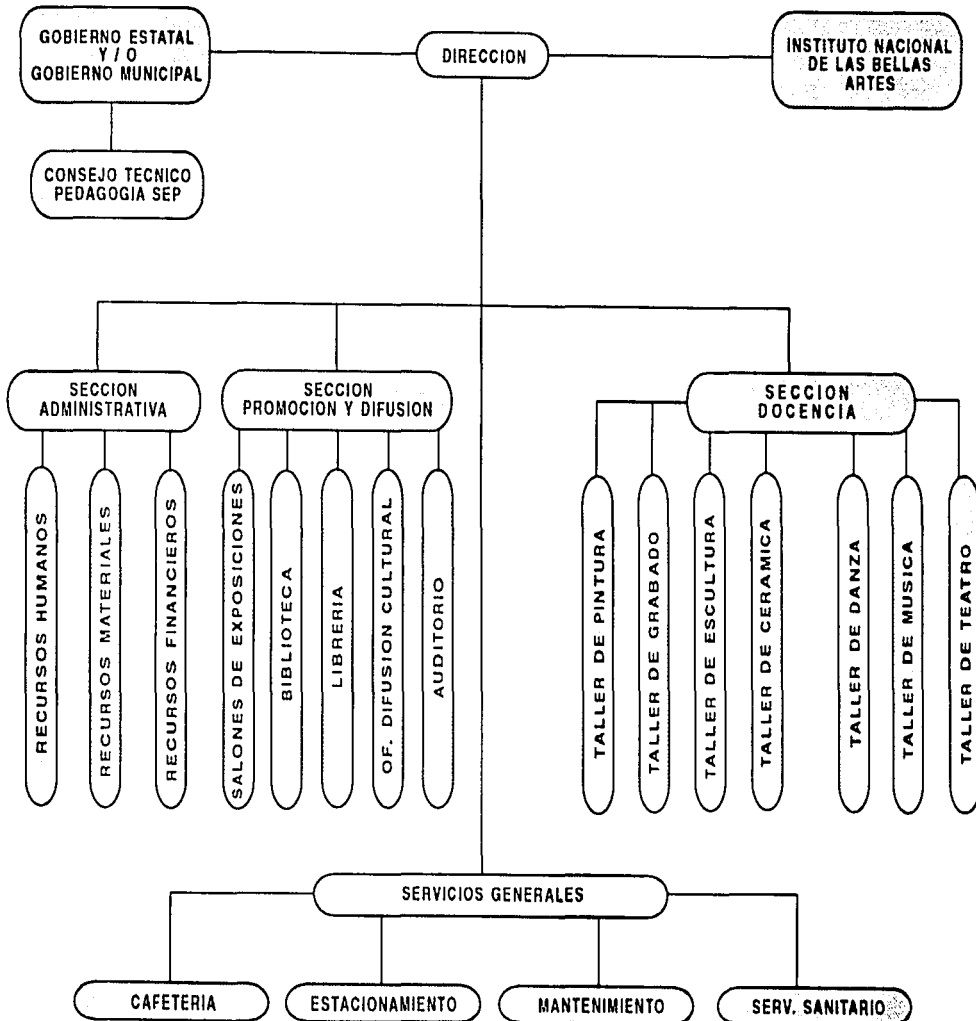 GOBIERNO ESTATAL
Y / O
GOBIERNO MUNICIPAL
DIRECCION
INSTITUTO NACIONAL
DE LAS BELLAS
ARTES
CONSEJO TECNICO
PEDAGOGIA SEP
SECCION
ADMINISTRATIVA
SECCION
PROMOCION Y DIFUSION
SECCION
DOCENCIA
RECURSOS HUMANOS
RECURSOS MATERIALES
RECURSOS FINANCIEROS
SALONES DE EXPOSICIONES
BIBLIOTECA
LIBRERIA
OF. DIFUSION CULTURAL
AUDITORIO
TALLER DE PINTURA
TALLER DE GRABADO
TALLER DE ESCULTURA
TALLER DE CERAMICA
TALLER DE DANZA
TALLER DE MUSICA
TALLER DE TEATRO
SERVICIOS GENERALES
CAFETERIA
ESTACIONAMIENTO
MANTENIMIENTO
SERV. SANITARIO